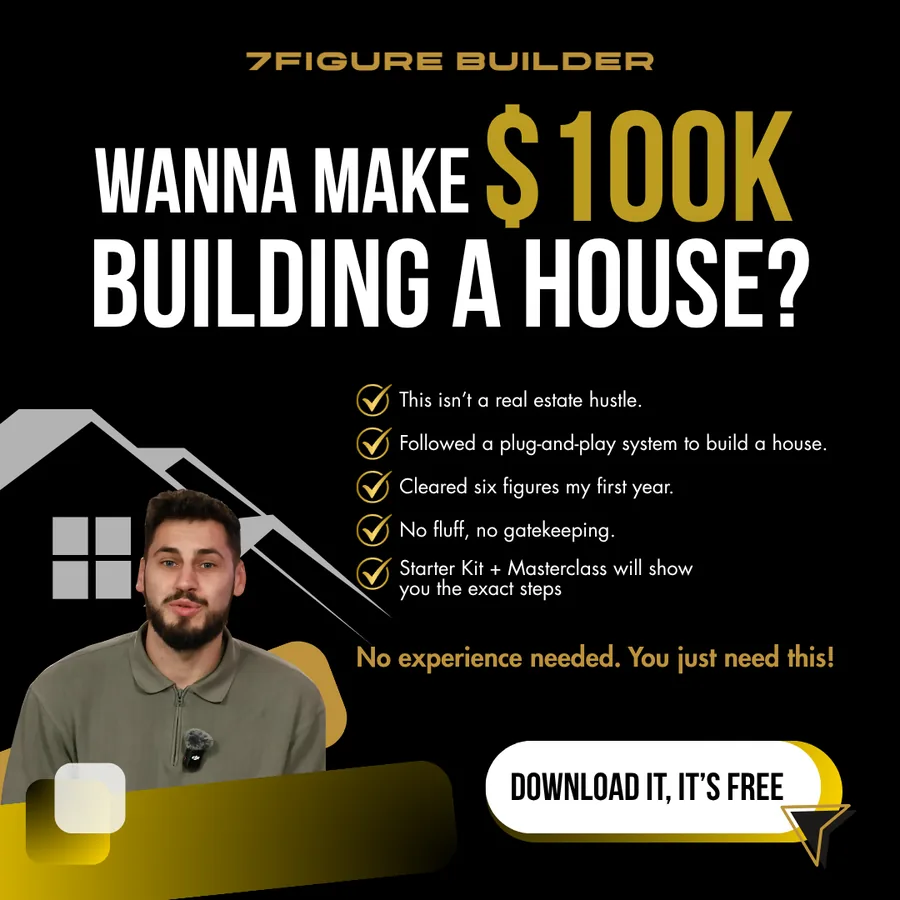 7FIGURE BUILDER
WANNA MAKE $100K
BUILDING A HOUSE?
This isn't a real estate hustle.
Followed a plug-and-play system to build a house.
Cleared six figures my first year.
No fluff, no gatekeeping.
Starter Kit + Masterclass will show
you the exact steps
No experience needed. You just need this!
DOWNLOAD IT, IT'S FREE